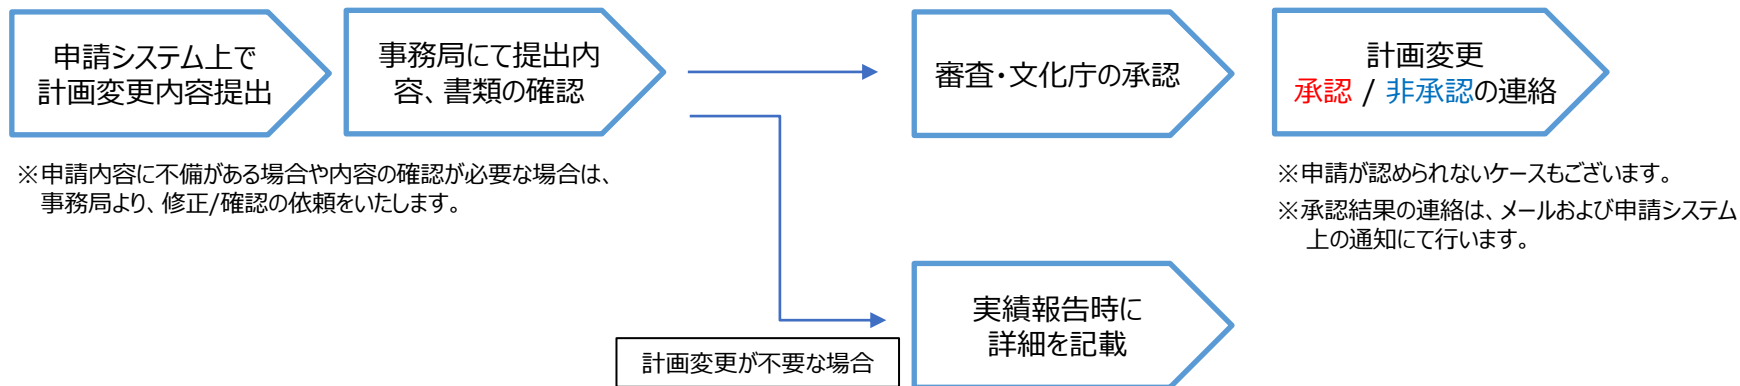 申請システム上で
計画変更内容提出
事務局にて提出内
容、書類の確認
審査・文化庁の承認
計画変更
承認 / 非承認の連絡
※申請内容に不備がある場合や内容の確認が必要な場合は、
事務局より、修正/確認の依頼をいたします。
※申請が認められないケースもございます。
※承認結果の連絡は、メールおよび申請システム
上の通知にて行います。
実績報告時に
詳細を記載
計画変更が不要な場合